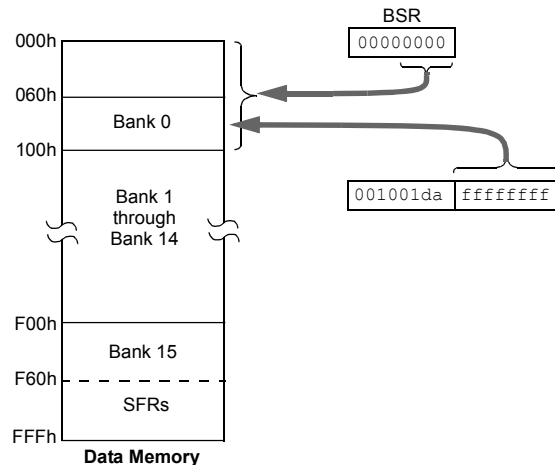 000h
060h
Bank 0
100h
Bank 1
through
Bank 14
F00h
Bank 15
F60h
SFRs
FFFh
Data Memory
BSR
00000000
001001da ffffffff